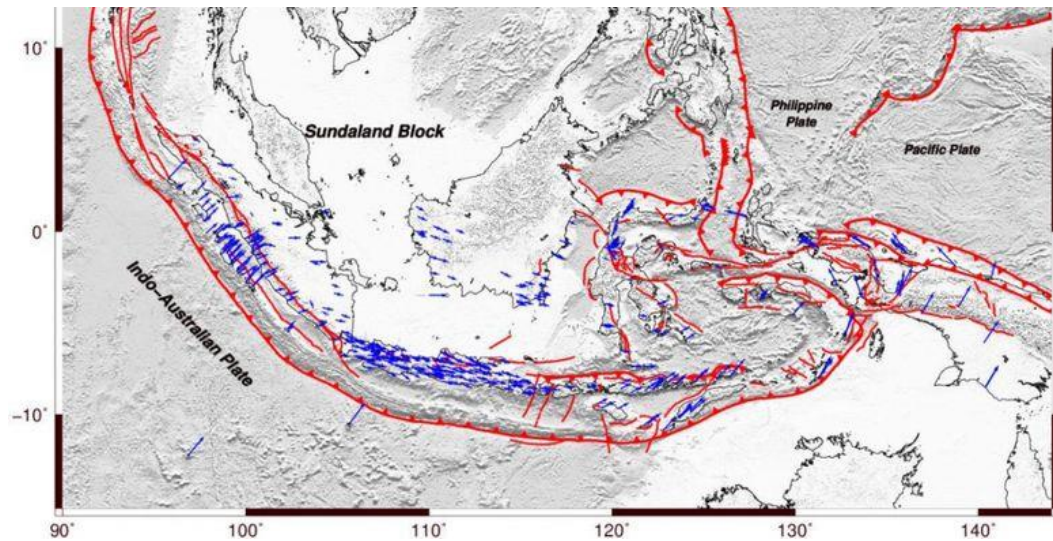 10°
Philippine
Plate
Sundaland Block
Pacific Plate
0°
Indo–Australian Plate
−10°
90°
100°
110°
120°
130°
140°